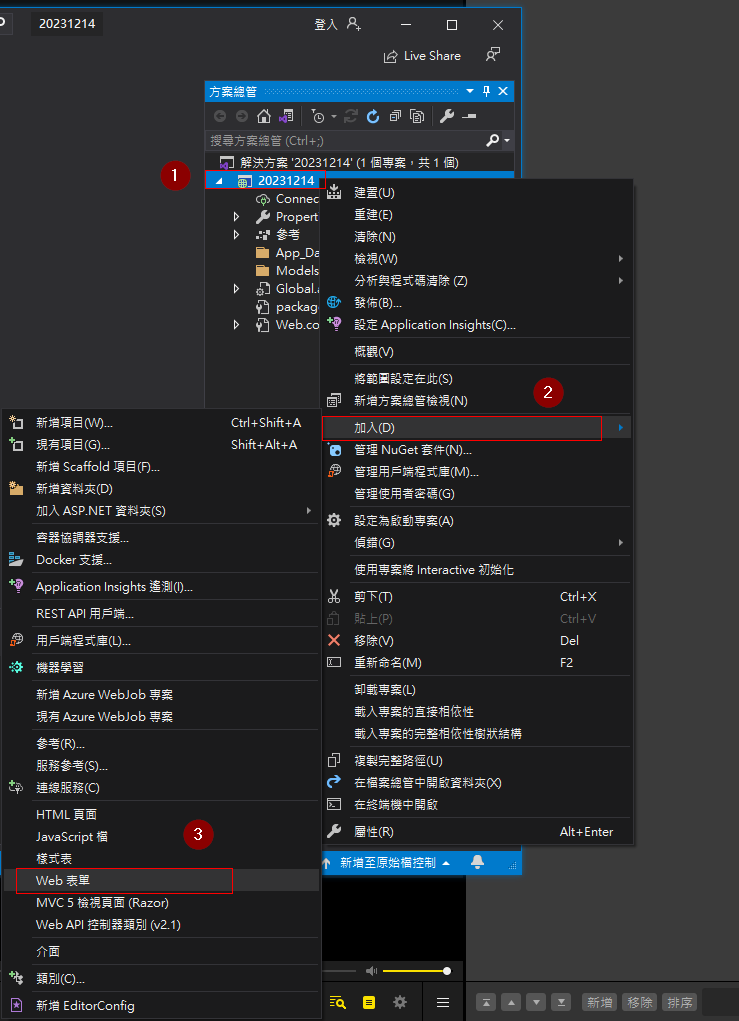 20231214
登入
Live Share
方案總管
搜尋方案總管 (Ctrl+;)
解決方案 '20231214' (1 個專案，共 1 個)
1
20231214
Connec
Propert
參考
App_Da
Models
Global.a
packag
Web.co
建置(U)
重建(E)
清除(N)
檢視(W)
分析與程式碼清除 (Z)
發佈(B)...
設定 Application Insights(C)...
概觀(V)
將範圍設定在此(S)
2
新增方案總管檢視(N)
加入(D)
管理 NuGet 套件(N)...
管理用戶端程式庫(M)...
管理使用者密碼(G)
設定為啟動專案(A)
偵錯(G)
使用專案將 Interactive 初始化
剪下(T) Ctrl+X
貼上(P) Ctrl+V
移除(V) Del
重新命名(M) F2
卸載專案(L)
載入專案的直接相依性
載入專案的完整相依性樹狀結構
複製完整路徑(U)
在檔案總管中開啟資料夾(X)
在終端機中開啟
屬性(R) Alt+Enter
新增項目(W)... Ctrl+Shift+A
現有項目(G)... Shift+Alt+A
新增 Scaffold 項目(F)...
新增資料夾(D)
加入 ASP.NET 資料夾(S)
容器協調器支援...
Docker 支援...
Application Insights 遙測(I)...
REST API 用戶端...
用戶端程式庫(L)...
機器學習
新增 Azure WebJob 專案
現有 Azure WebJob 專案
參考(R)...
服務參考(S)...
連線服務(C)
HTML 頁面
JavaScript 檔
3
樣式表
Web 表單
MVC 5 檢視頁面 (Razor)
Web API 控制器類別 (v2.1)
介面
類別(C)...
新增 EditorConfig
新增至原始檔控制
新增 移除 排序